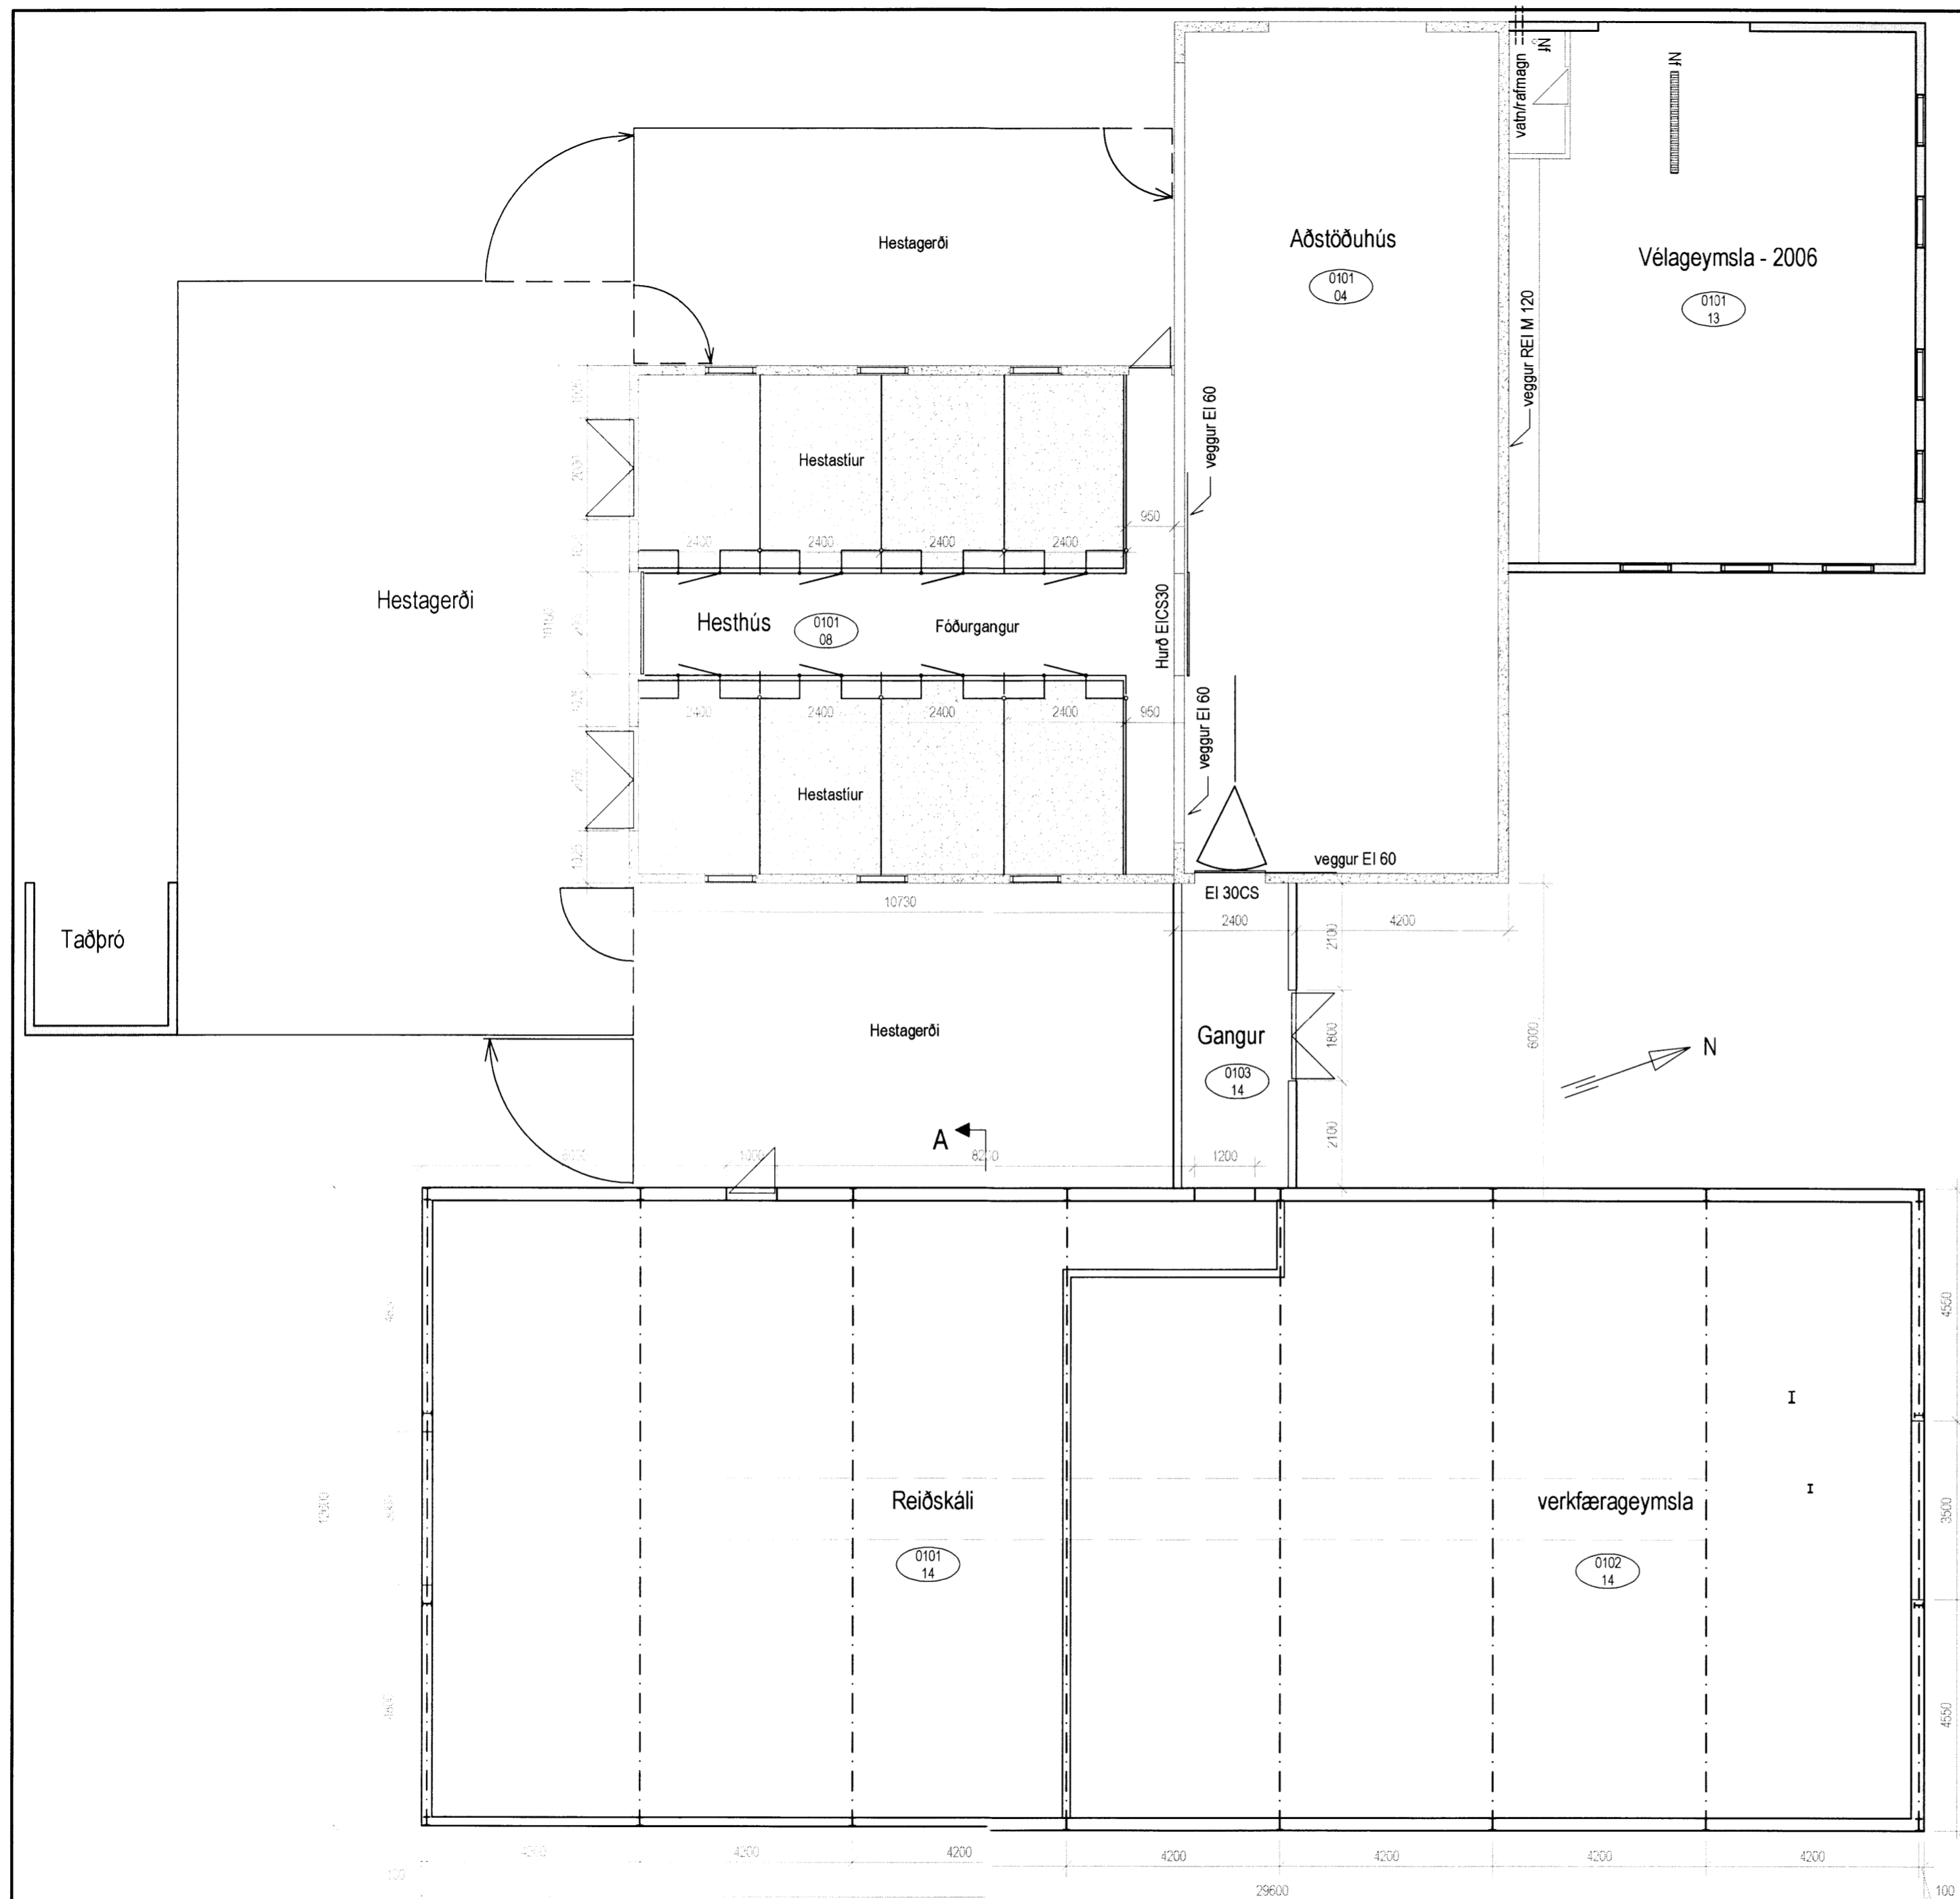 vatn/rafmagn
Nf
Nf
Hestagerði
Aðstöðuhús
0101
04
Vélageymsla - 2006
0101
13
veggur REI M 120
veggur EI 60
Hestastíur
950
2400
2400
2400
2400
Hestagerði
Hesthús
0101
08
Fóðurgangur
Hurð EICS30
2400
2400
2400
2400
950
veggur EI 60
Hestastíur
veggur EI 60
10730
EI 30CS
2400
4200
2100
Taðþró
Hestagerði
Gangur
0103
14
1800
6000
N
A
2100
1000
1200
4550
Reiðskáli
0101
14
verkfærageymsla
0102
14
3500
4550
4200
4200
4200
4200
4200
4200
4200
29600
100